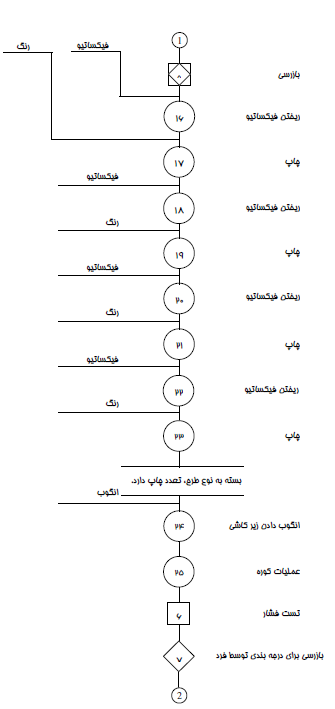 1
رنگ
فیکساتیو
۸
بازرسی
۱۶
ریختن فیکساتیو
۱۷
چاپ
فیکساتیو
۱۸
ریختن فیکساتیو
رنگ
۱۹
چاپ
فیکساتیو
۲۰
ریختن فیکساتیو
رنگ
۲۱
چاپ
فیکساتیو
۲۲
ریختن فیکساتیو
رنگ
۲۳
چاپ
بسته به نوع طرح، تعدد چاپ دارد.
انگوب
۲۴
انگوب دادن زیر کاشی
۲۵
عملیات کوره
۶
تست فشار
۷
بازرسی برای درجه بندی توسط فرد
2